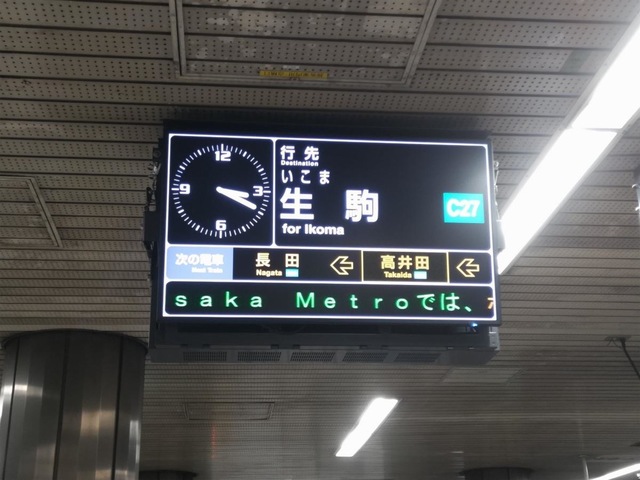 12
3
6
9
行先
Destination
いこま
生駒
for Ikoma
C27
次の電車
Next Train
長田
Nagata
高井田
Takaida
saka Metroでは、